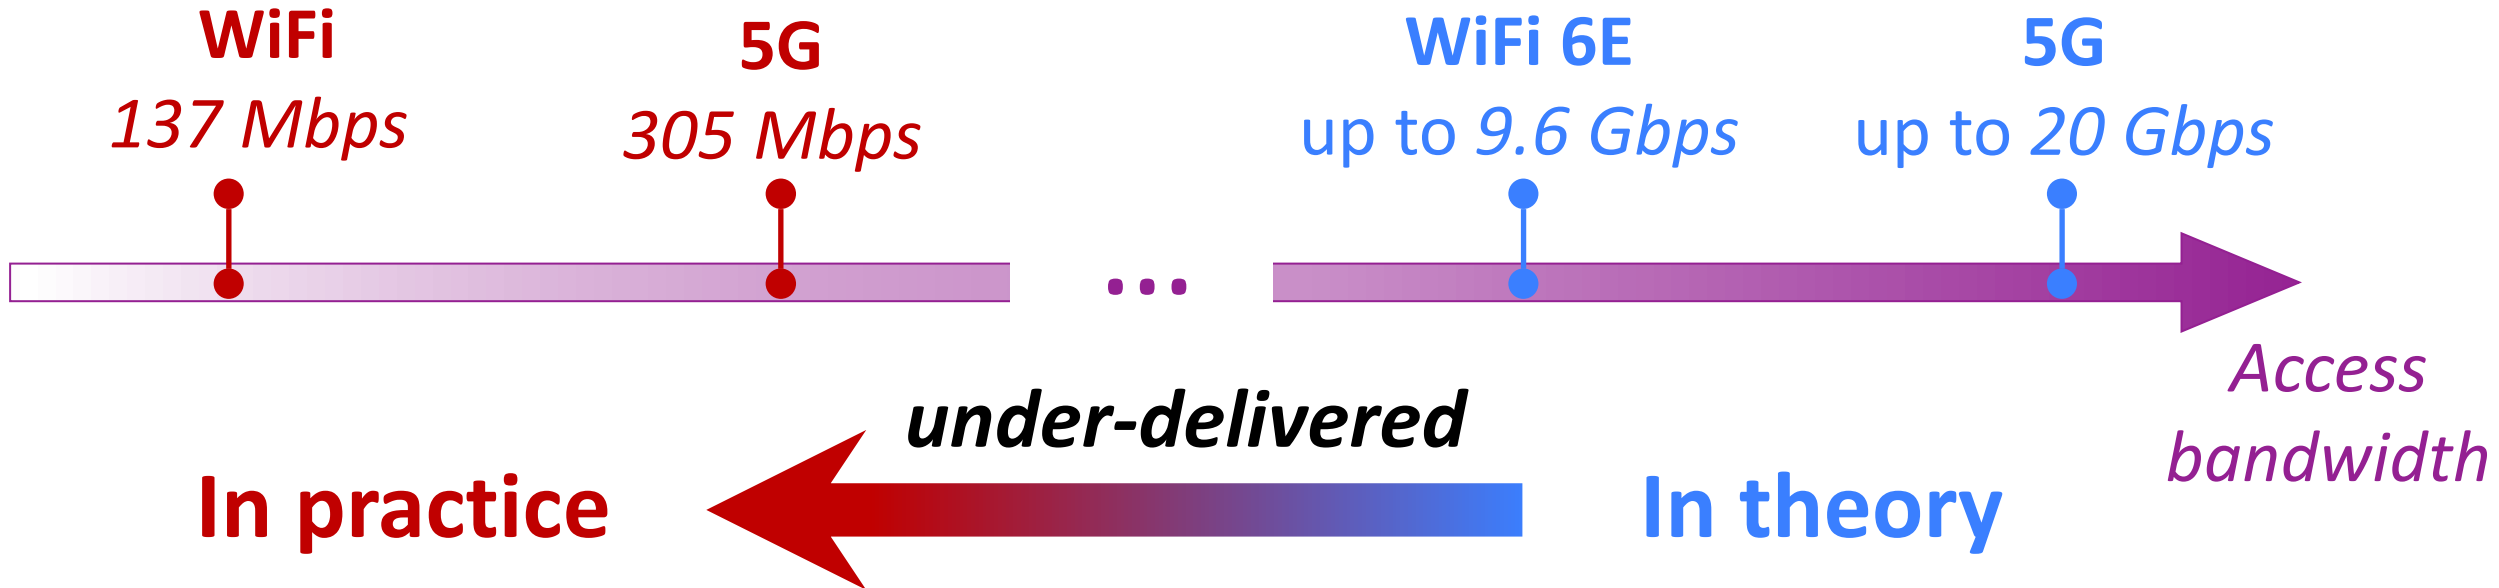 WiFi
137 Mbps
5G
305 Mbps
WiFi 6E
up to 9.6 Gbps
5G
up to 20 Gbps
...
Access
bandwidth
under-delivered
In practice
In theory